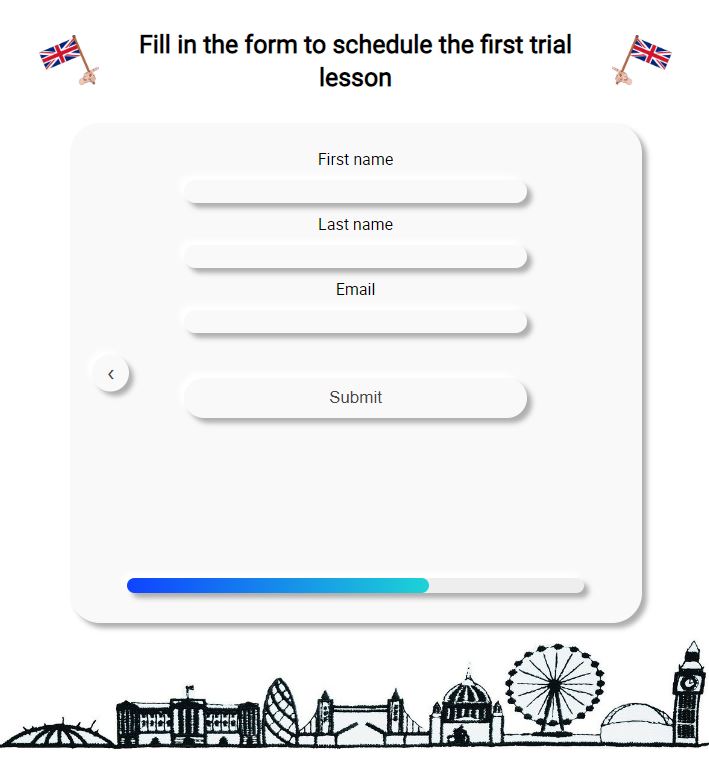 Fill in the form to schedule the first trial
lesson
First name
Last name
Email
‹
Submit